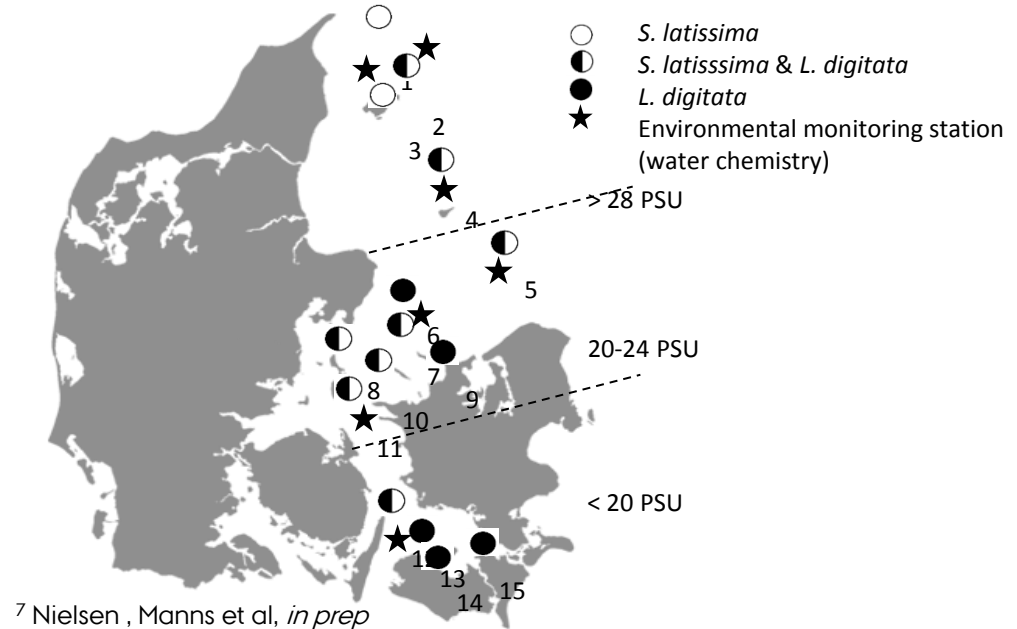 S. latissima
S. latisssima & L. digitata
L. digitata
Environmental monitoring station
(water chemistry)
1
2
3
> 28 PSU
4
5
6
20-24 PSU
7
8
9
10
11
< 20 PSU
12
13
15
14
7 Nielsen , Manns et al, in prep